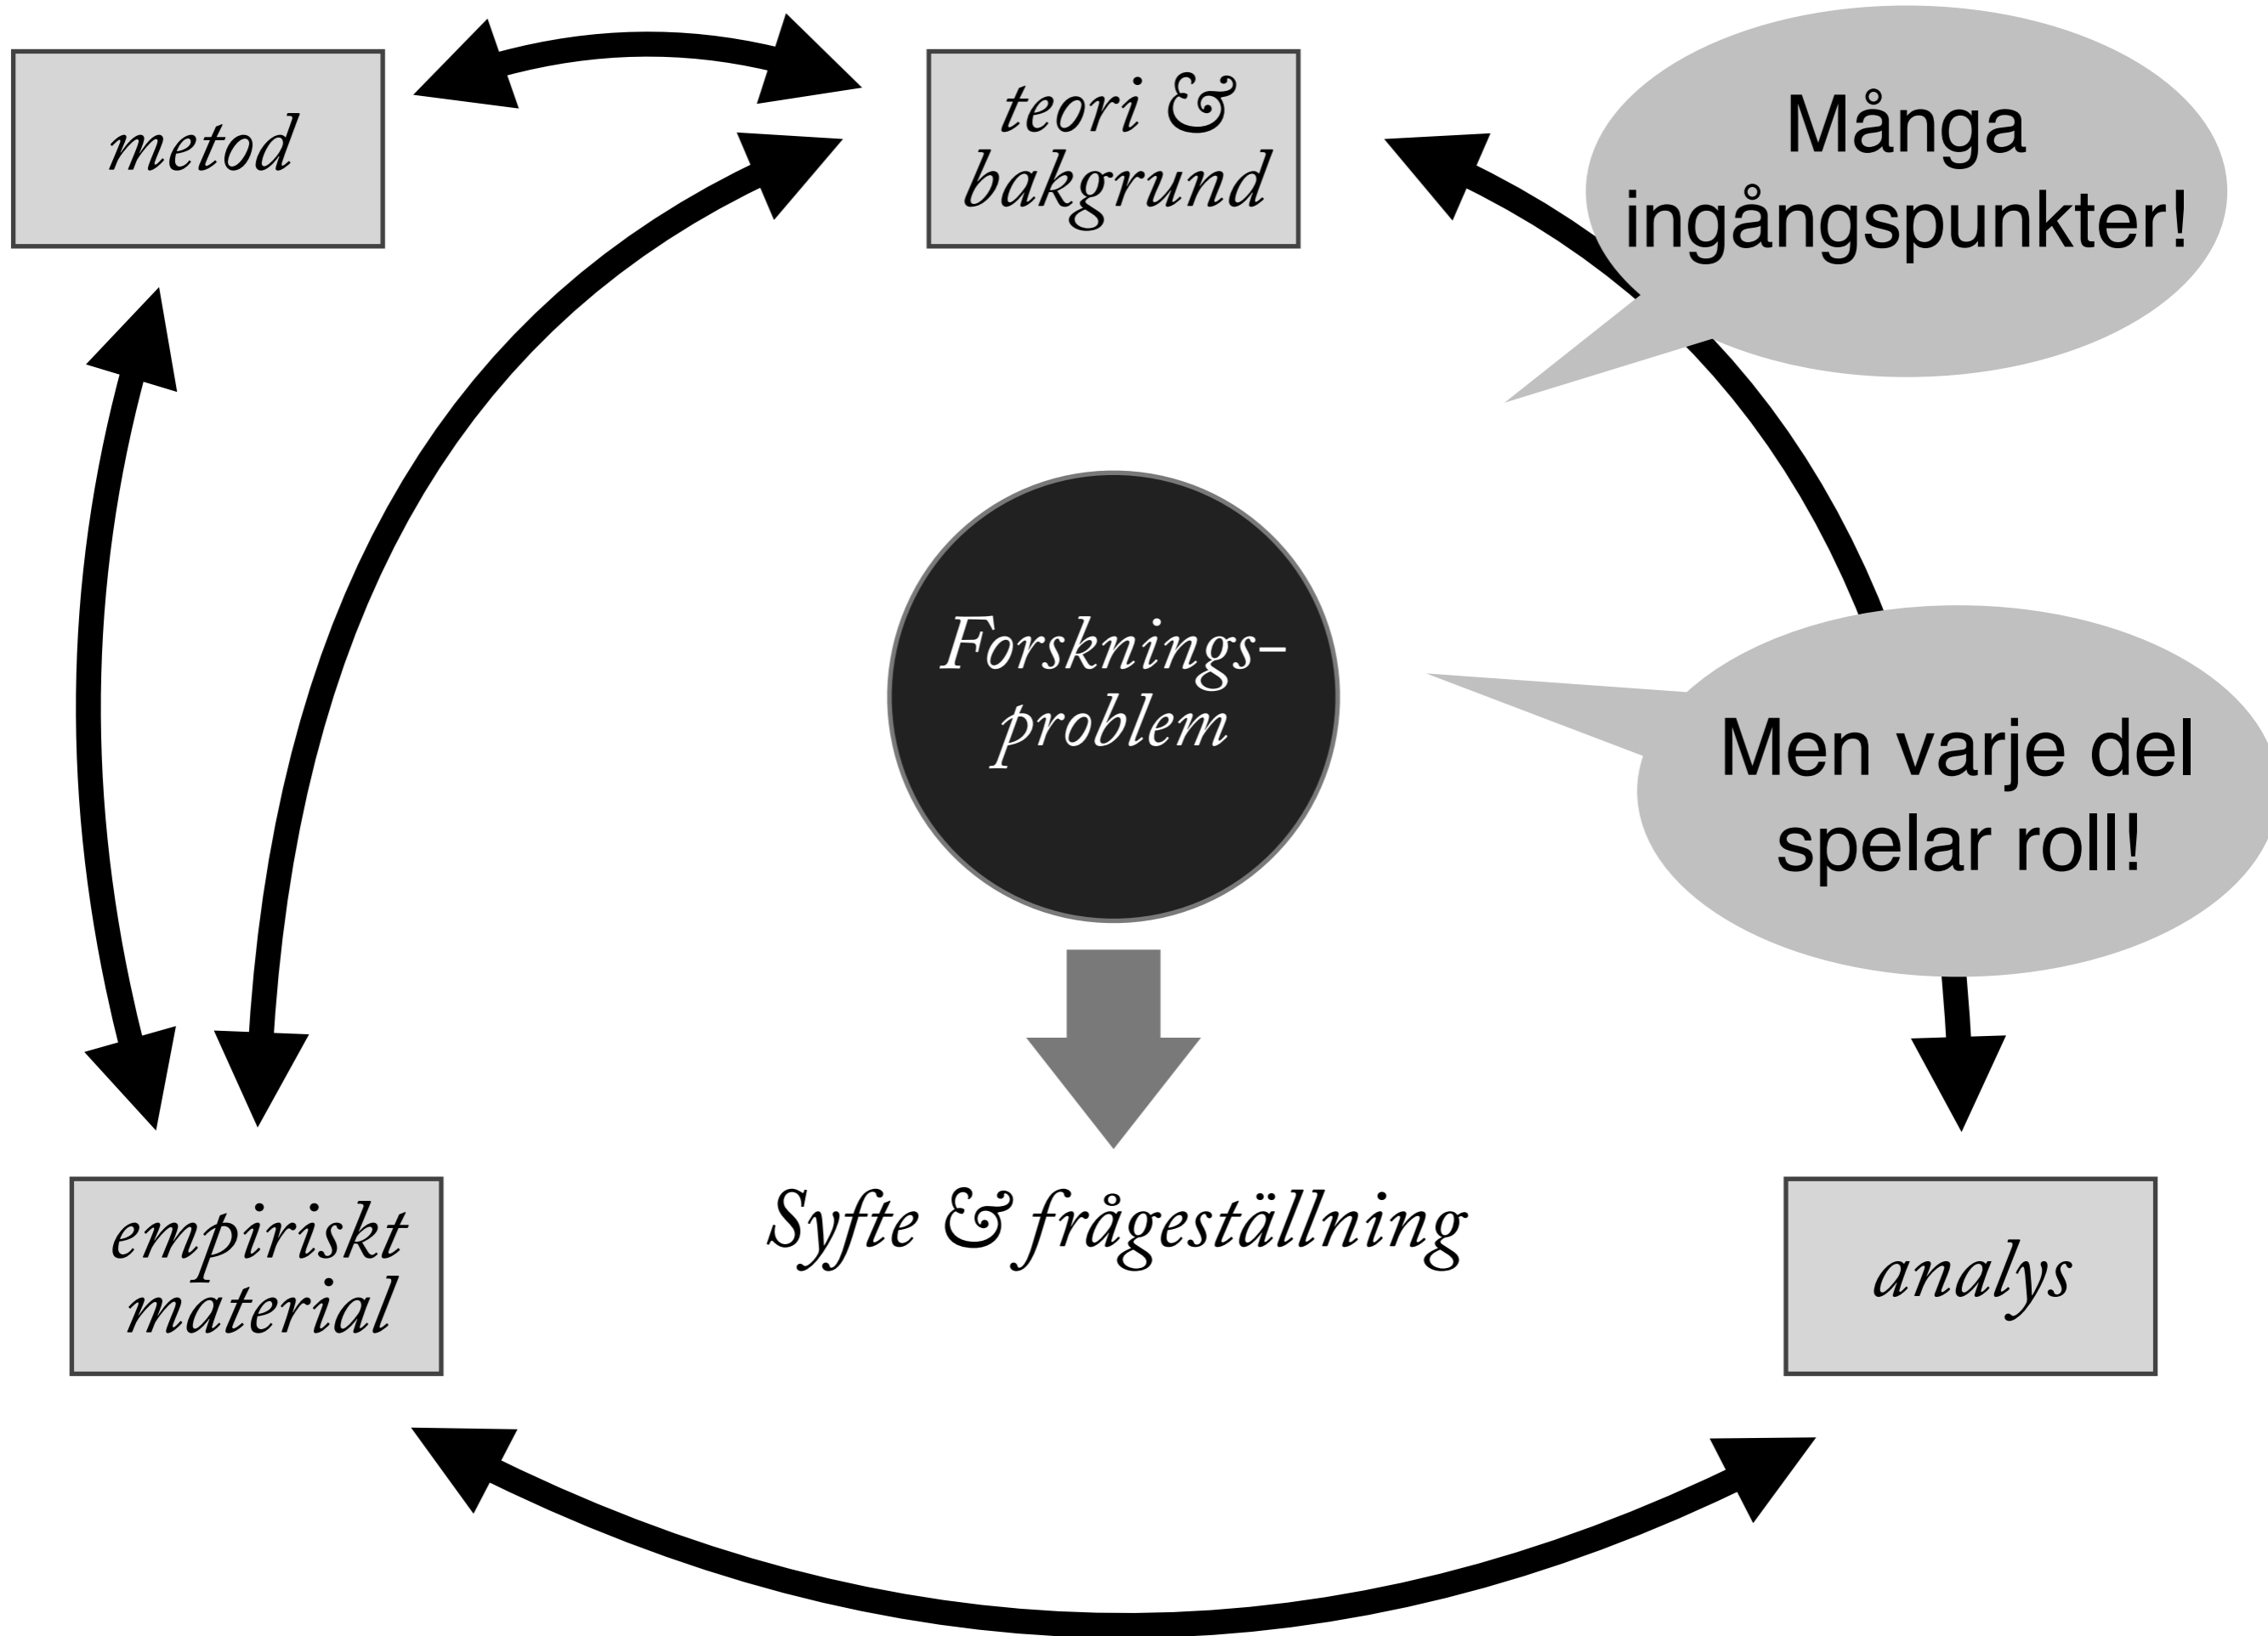 metod
teori &
bakgrund
Många
ingångspunkter!
Forsknings-
problem
Men varje del
spelar roll!
empiriskt
material
Syfte & frågeställning
analys